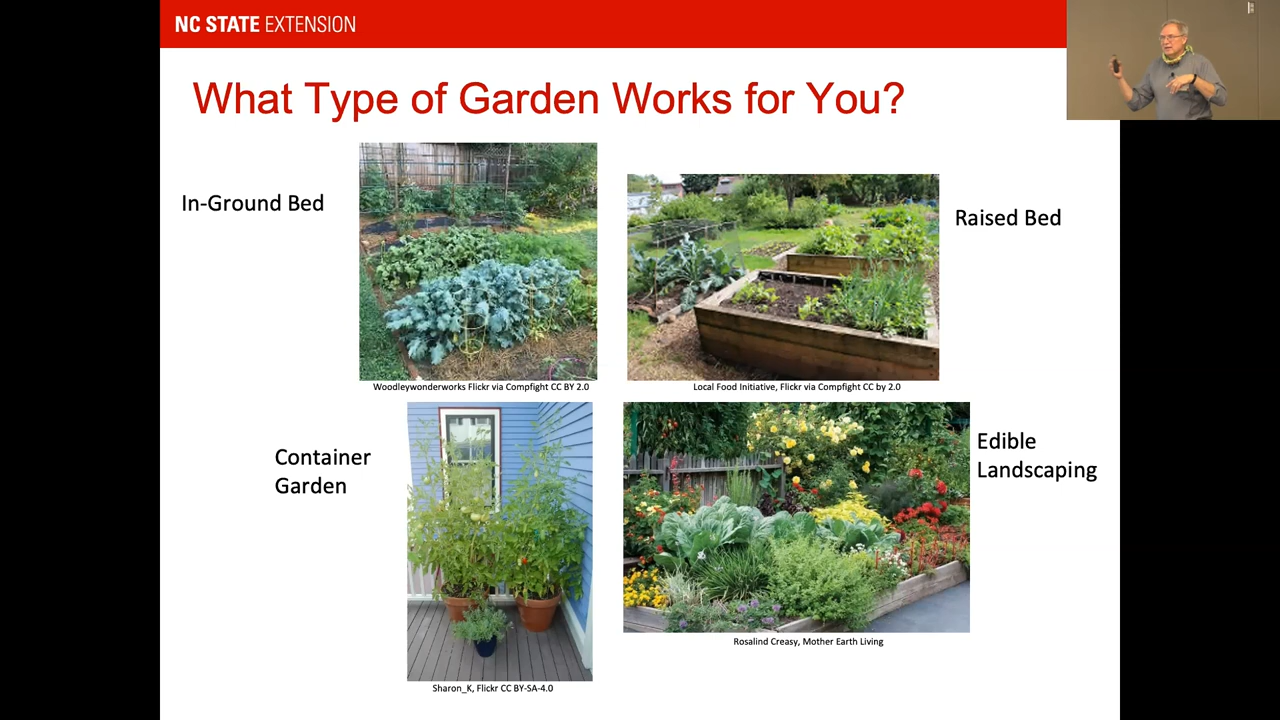 NC STATE EXTENSION
What Type of Garden Works for You?
In-Ground Bed
Raised Bed
Woodleywonderworks Flickr via Compfight CC BY 2.0
Local Food Initiative, Flickr via Compfight CC by 2.0
Container
Garden
Edible
Landscaping
Rosalind Creasy, Mother Earth Living
Sharon_K, Flickr CC BY-SA-4.0